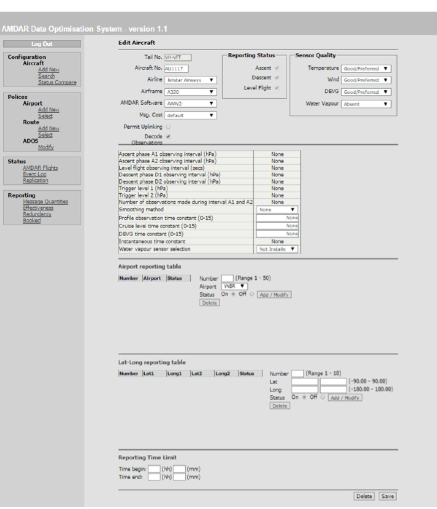 AMDAR Data Optimisation System version 1.1
Log Out
Configuration
Aircraft
Add New
Search
Status Compare
Polices
Airport
Add New
Select
Route
Add New
Select
ADOS
Modify
Status
AMDAR Flights
Event Log
Replication
Reporting
Message Quantities
Effectiveness
Redundancy
Booked
Edit Aircraft
Tail No.
Aircraft No. AU1117
Airline Jetstar Airways
Airframe A320
AMDAR Software AWAv2
Msg. Cost default
Permit Uplinking
Decode Observations
Reporting Status
Ascent
Descent
Level Flight
Sensor Quality
Temperature Good/Preferred
Wind Good/Preferred
DEVG Good/Preferred
Water Vapour Absent
Ascent phase A1 observing interval (hPa) None
Ascent phase A2 observing interval (hPa) None
Level flight observing interval (secs) None
Descent phase D1 observing interval (hPa) None
Descent phase D2 observing interval (hPa) None
Trigger level 1 (hPa) None
Trigger level 2 (hPa) None
Number of observations made during interval A1 and A2 None
Smoothing method None
Profile observation time constant (0-15) None
Cruise level time constant (0-15) None
DEVG time constant (0-15) None
Instantaneous time constant None
Water vapour sensor selection Not Installe
Airport reporting table
Number Airport Status
Number (Range 1 - 50)
Airport
Status On Off Add / Modify
Delete
Lat-Long reporting table
Number Lat1 Long1 Lat2 Long2 Status
Number (Range 1 - 10)
Lat (-90.00 - 90.00)
Long (-180.00 - 180.00)
Status On Off Add / Modify
Delete
Reporting Time Limit
Time begin: (hh) (mm)
Time end: (hh) (mm)
Delete Save